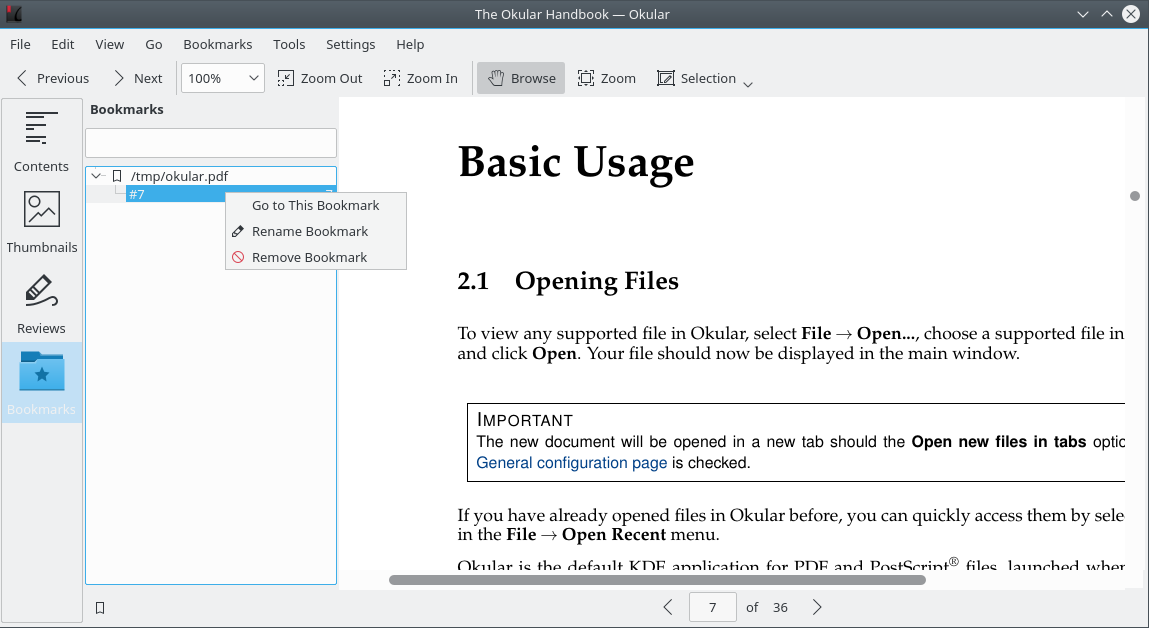 The Okular Handbook — Okular
File Edit View Go Bookmarks Tools Settings Help
Previous Next 100% Zoom Out Zoom In Browse Zoom Selection
Contents
Thumbnails
Reviews
Bookmarks
Bookmarks
/tmp/okular.pdf
#7 7
Go to This Bookmark
Rename Bookmark
Remove Bookmark
Basic Usage
2.1 Opening Files
To view any supported file in Okular, select File → Open..., choose a supported file in
and click Open. Your file should now be displayed in the main window.
IMPORTANT
The new document will be opened in a new tab should the Open new files in tabs optio
General configuration page is checked.
If you have already opened files in Okular before, you can quickly access them by sele
in the File → Open Recent menu.
Okular is the default KDE application for PDF and PostScript® files, launched when
7 of 36